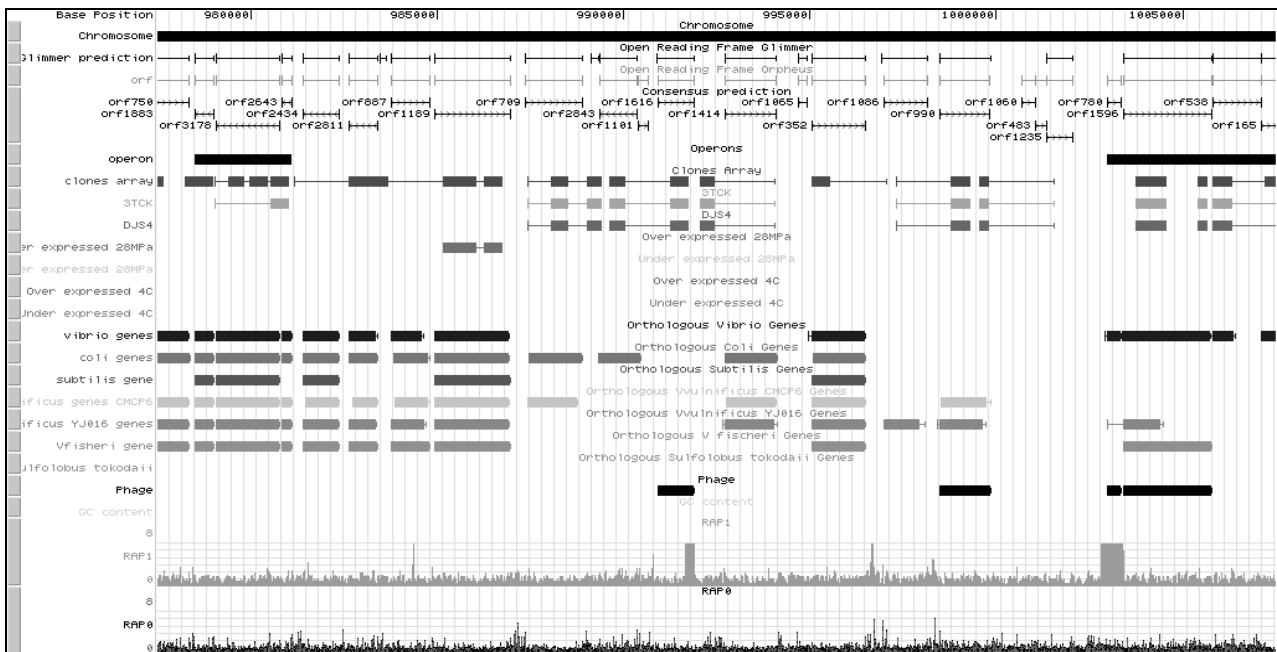 Base Position 980000 985000 990000 995000 1000000 1005000
Chromosome
Chromosome
Open Reading Frame Glimmer
Glimmer prediction
Open Reading Frame Orpheus
orf
Consensus prediction
orf750 orf2643 orf887 orf709 orf1616 orf1065 orf1086 orf1060 orf780 orf538
orf1883 orf2434 orf1189 orf2843 orf1414 orf990 orf483 orf1596
orf3178 orf2811 orf1101 orf352 orf1235 orf165
Operons
operon
Clones Array
clones array
3TCK
3TCK
DJS4
DJS4
Over expressed 28MPa
er expressed 28MPa
Under expressed 28MPa
er expressed 28MPa
Over expressed 4C
Over expressed 4C
Under expressed 4C
Under expressed 4C
Orthologous Vibrio Genes
vibrio genes
Orthologous Coli Genes
coli genes
Orthologous Subtilis Genes
subtilis gene
Orthologous Vvulnificus CMCP6 Genes
ificus genes CMCP6
Orthologous Vvulnificus YJ016 Genes
ificus YJ016 genes
Orthologous V fischeri Genes
Vfisheri gene
Orthologous Sulfolobus tokodaii Genes
ulfolobus tokodaii
Phage
Phage
GC content
GC content
RAP1
8
RAP1
0
RAP0
8
RAP0
0